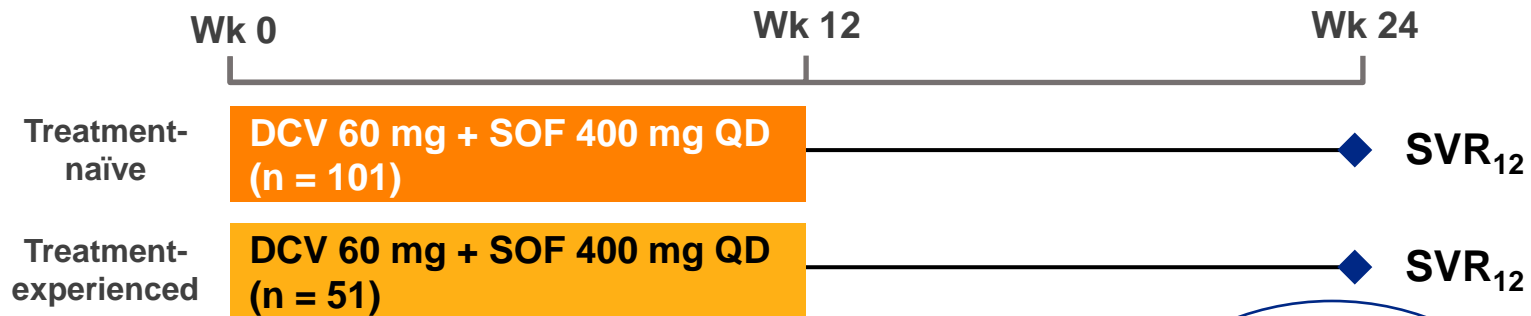 Wk 0 Wk 12 Wk 24
Treatment-
naïve
DCV 60 mg + SOF 400 mg QD
(n = 101)
SVR₁₂
Treatment-
experienced
DCV 60 mg + SOF 400 mg QD
(n = 51)
SVR₁₂